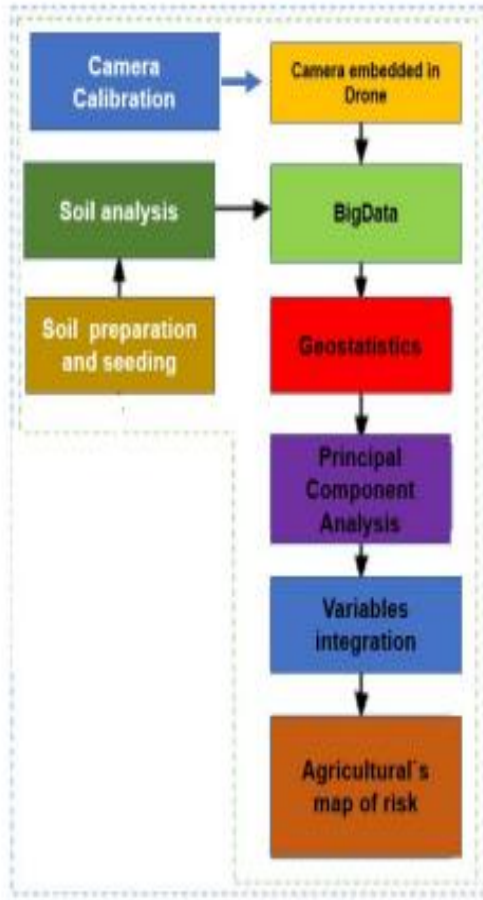 Camera
Calibration
Camera embedded in
Drone
Soil analysis
BigData
Soil preparation
and seeding
Geostatistics
Principal
Component
Analysis
Variables
integration
Agricultural´s
map of risk